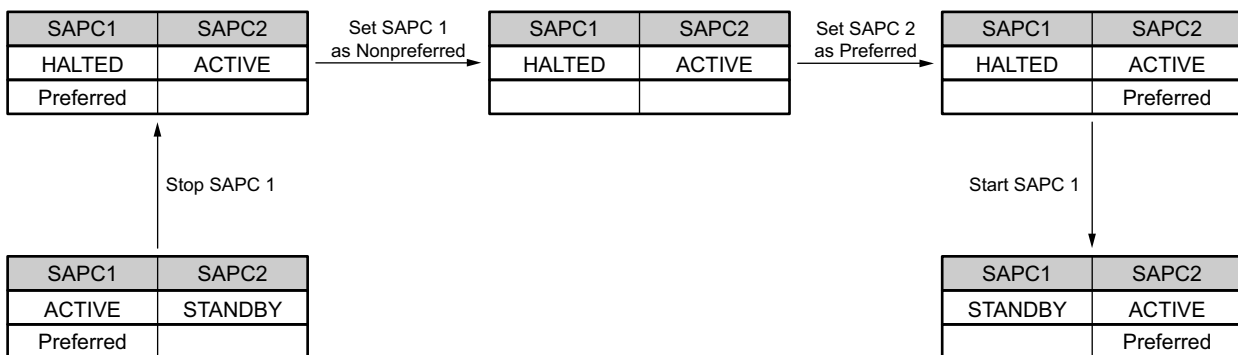 SAPC1 SAPC2
HALTED ACTIVE
Preferred
Set SAPC 1
as Nonpreferred
SAPC1 SAPC2
HALTED ACTIVE
Set SAPC 2
as Preferred
SAPC1 SAPC2
HALTED ACTIVE
Preferred
Stop SAPC 1
Start SAPC 1
SAPC1 SAPC2
ACTIVE STANDBY
Preferred
SAPC1 SAPC2
STANDBY ACTIVE
Preferred